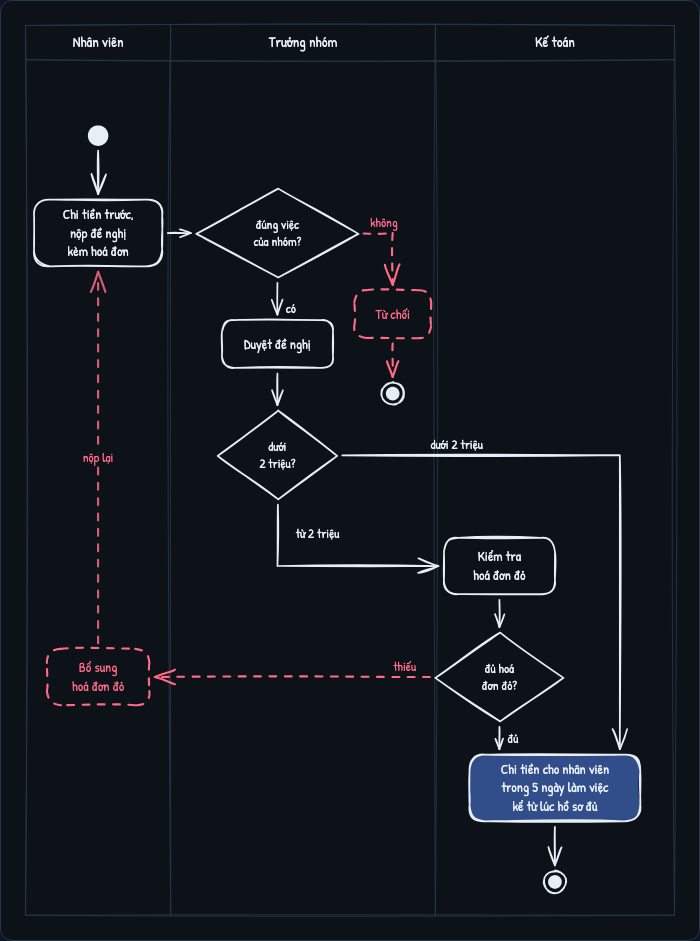 Nhân viên
Trưởng nhóm
Kế toán
Chi tiền trước,
nộp đề nghị
kèm hoá đơn
đúng việc
của nhóm?
không
Từ chối
có
Duyệt đề nghị
dưới
2 triệu?
dưới 2 triệu
từ 2 triệu
nộp lại
Kiểm tra
hoá đơn đỏ
Bổ sung
hoá đơn đỏ
thiếu
đủ hoá
đơn đỏ?
đủ
Chi tiền cho nhân viên
trong 5 ngày làm việc
kể từ lúc hồ sơ đủ